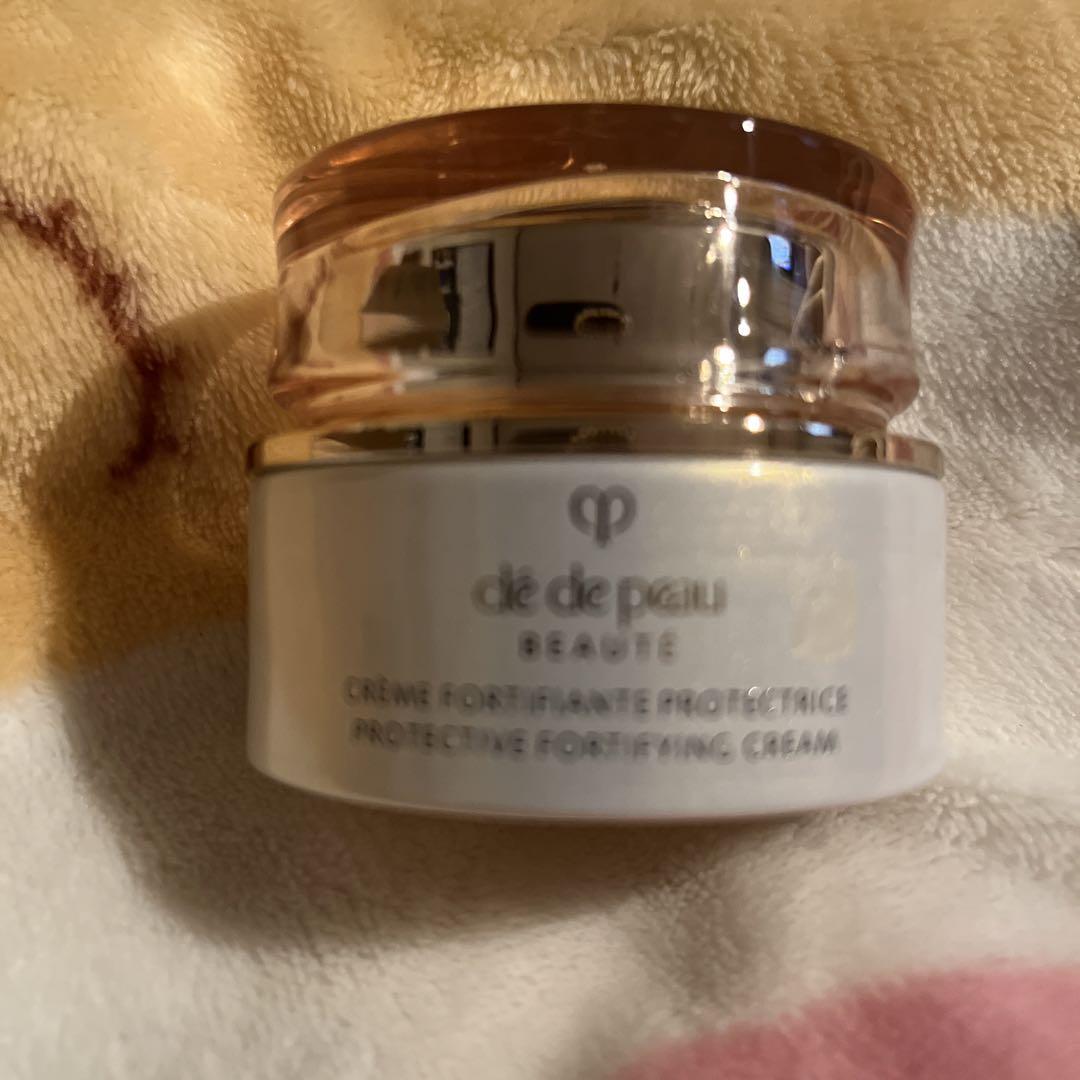 clé de peau
BEAUTÉ
CRÈME FORTIFIANTE PROTECTRICE
PROTECTIVE FORTIFYING CREAM